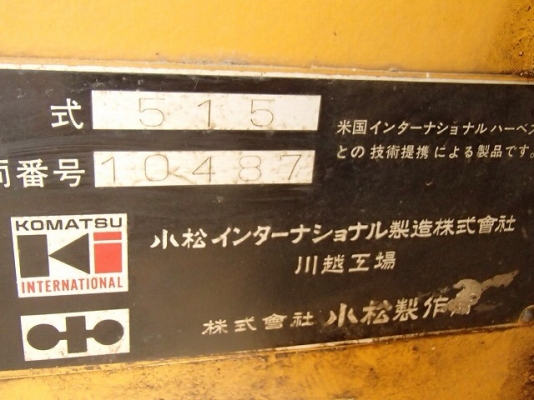 式 515
番号 10487
米国インターナショナルハーベス
との技術提携による製品です。
KOMATSU
INTERNATIONAL
小松インターナショナル製造株式會社
川越工場
株式會社 小松製作